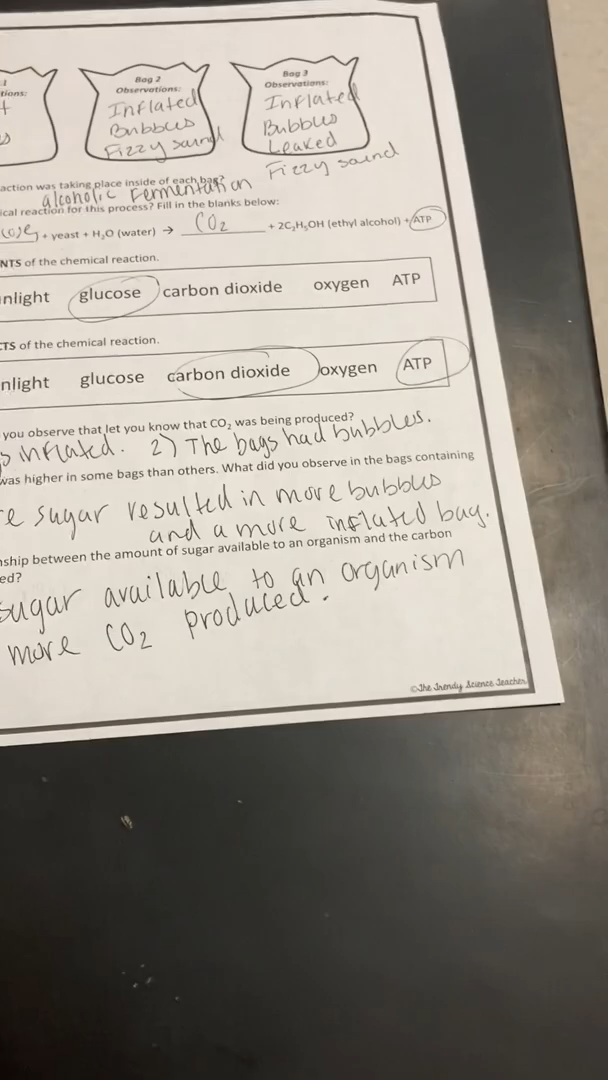 Bag 2
Observations:
Inflated
Bubbles
Fizzy sound
Bag 3
Observations:
Inflated
Bubbles
Leaked
Fizzy sound
action was taking place inside of each bag?
alcoholic fermentation
ical reaction for this process? Fill in the blanks below:
+ yeast + H₂O (water) → CO₂ + 2C₂H₅OH (ethyl alcohol) + ATP
NTS of the chemical reaction.
nlight glucose carbon dioxide oxygen ATP
CTS of the chemical reaction.
nlight glucose carbon dioxide oxygen ATP
you observe that let you know that CO₂ was being produced?
s inflated. 2) The bags had bubbles.
was higher in some bags than others. What did you observe in the bags containing
re sugar resulted in more bubbles
and a more inflated bag.
nship between the amount of sugar available to an organism and the carbon
ed?
sugar available to an organism
more CO₂ produced.
©The Trendy Science Teacher